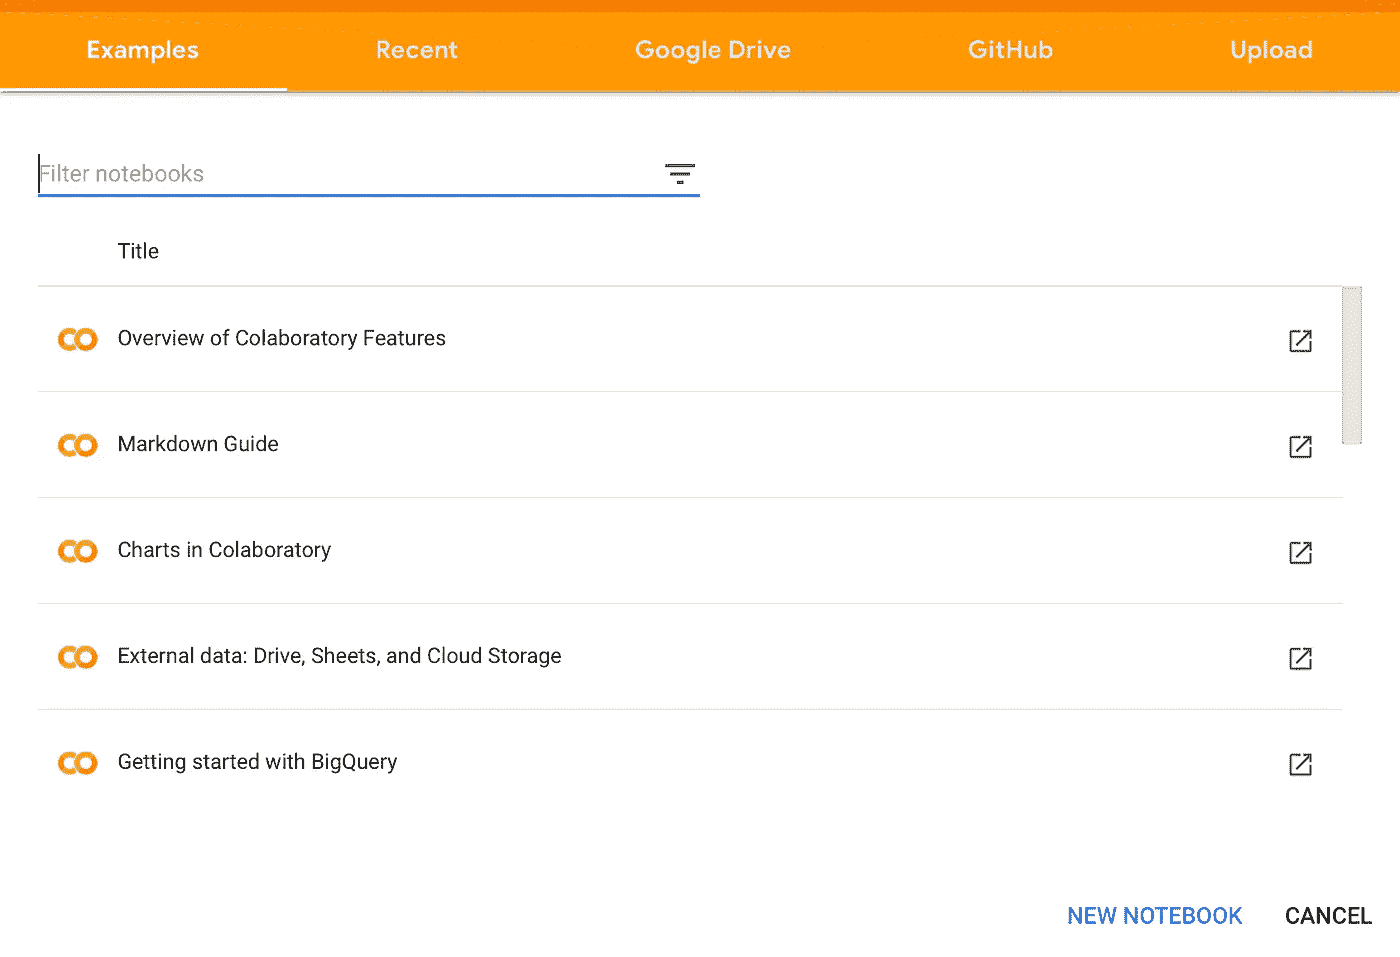 Examples Recent Google Drive GitHub Upload
Filter notebooks
Title
Overview of Colaboratory Features
Markdown Guide
Charts in Colaboratory
External data: Drive, Sheets, and Cloud Storage
Getting started with BigQuery
NEW NOTEBOOK CANCEL